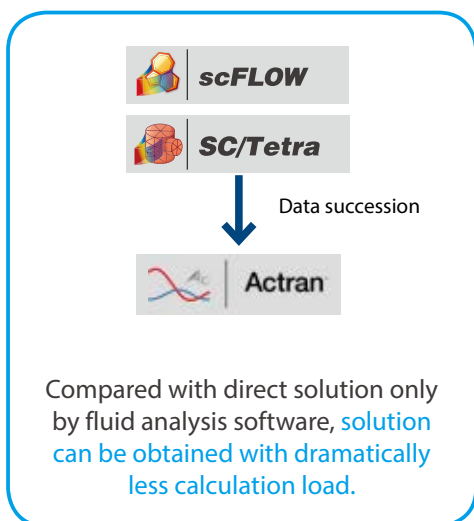 scFLOW
SC/Tetra
Data succession
Actran
Compared with direct solution only
by fluid analysis software, solution
can be obtained with dramatically
less calculation load.